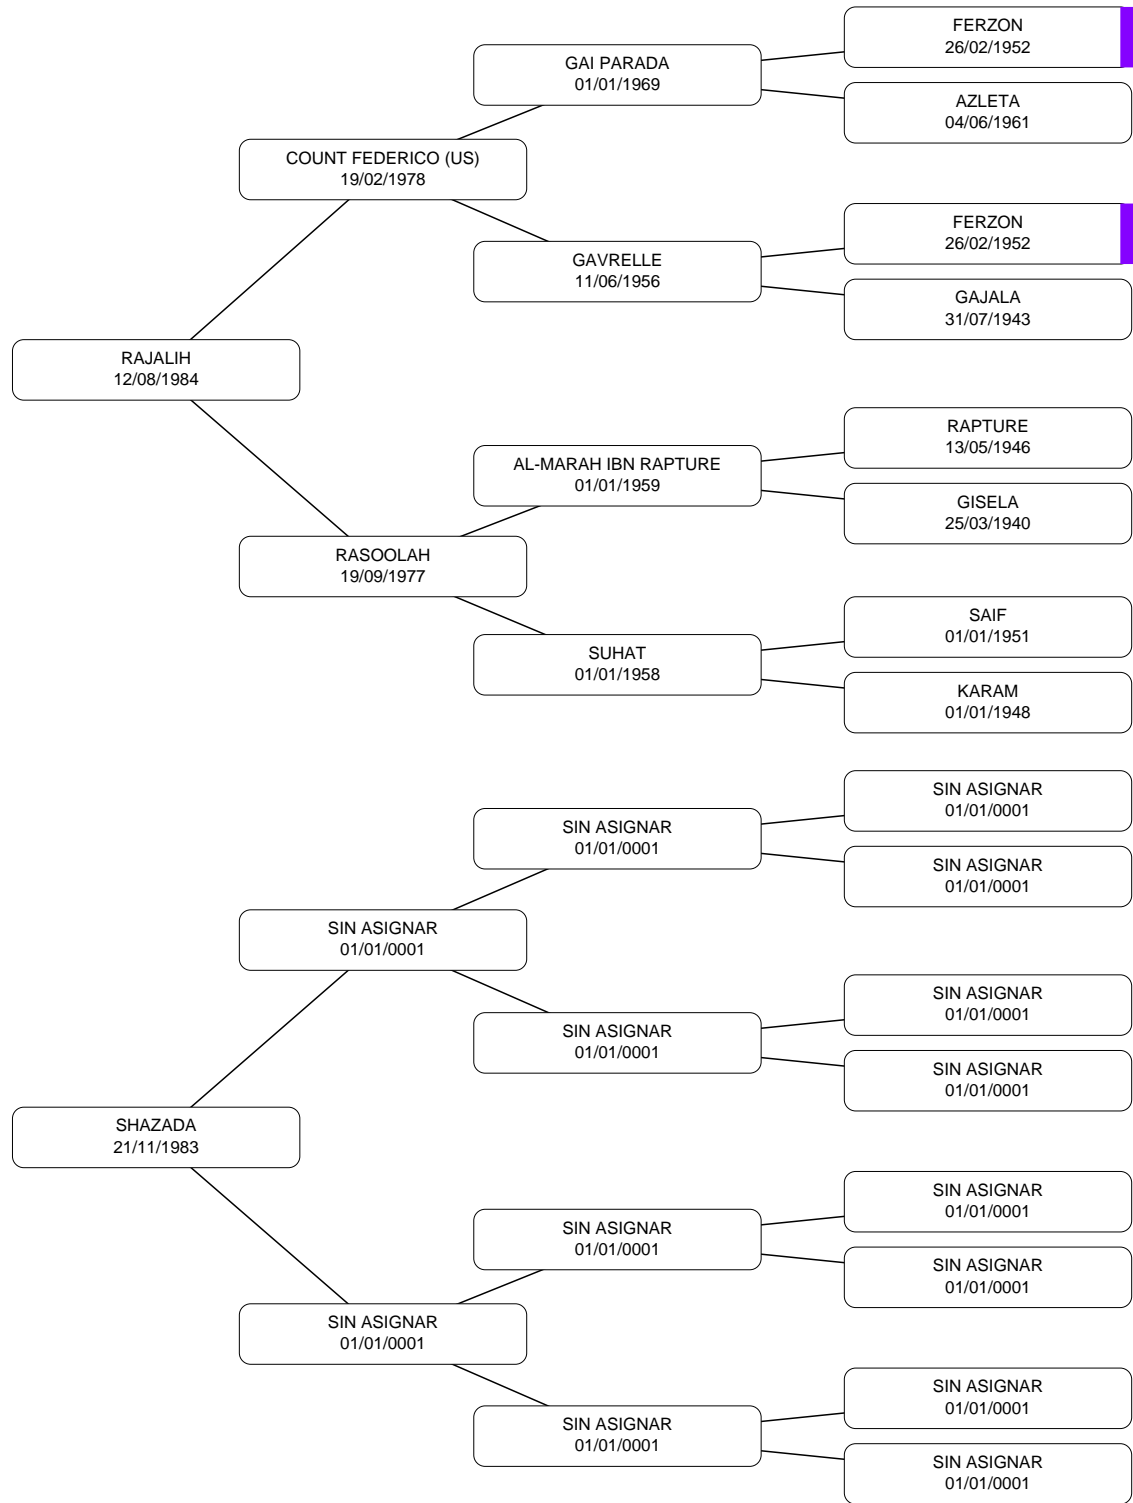 FERZON
26/02/1952
GAI PARADA
01/01/1969
AZLETA
04/06/1961
COUNT FEDERICO (US)
19/02/1978
FERZON
26/02/1952
GAVRELLE
11/06/1956
GAJALA
31/07/1943
RAJALIH
12/08/1984
RAPTURE
13/05/1946
AL-MARAH IBN RAPTURE
01/01/1959
GISELA
25/03/1940
RASOOLAH
19/09/1977
SAIF
01/01/1951
SUHAT
01/01/1958
KARAM
01/01/1948
SIN ASIGNAR
01/01/0001
SIN ASIGNAR
01/01/0001
SIN ASIGNAR
01/01/0001
SIN ASIGNAR
01/01/0001
SIN ASIGNAR
01/01/0001
SIN ASIGNAR
01/01/0001
SIN ASIGNAR
01/01/0001
SHAZADA
21/11/1983
SIN ASIGNAR
01/01/0001
SIN ASIGNAR
01/01/0001
SIN ASIGNAR
01/01/0001
SIN ASIGNAR
01/01/0001
SIN ASIGNAR
01/01/0001
SIN ASIGNAR
01/01/0001
SIN ASIGNAR
01/01/0001